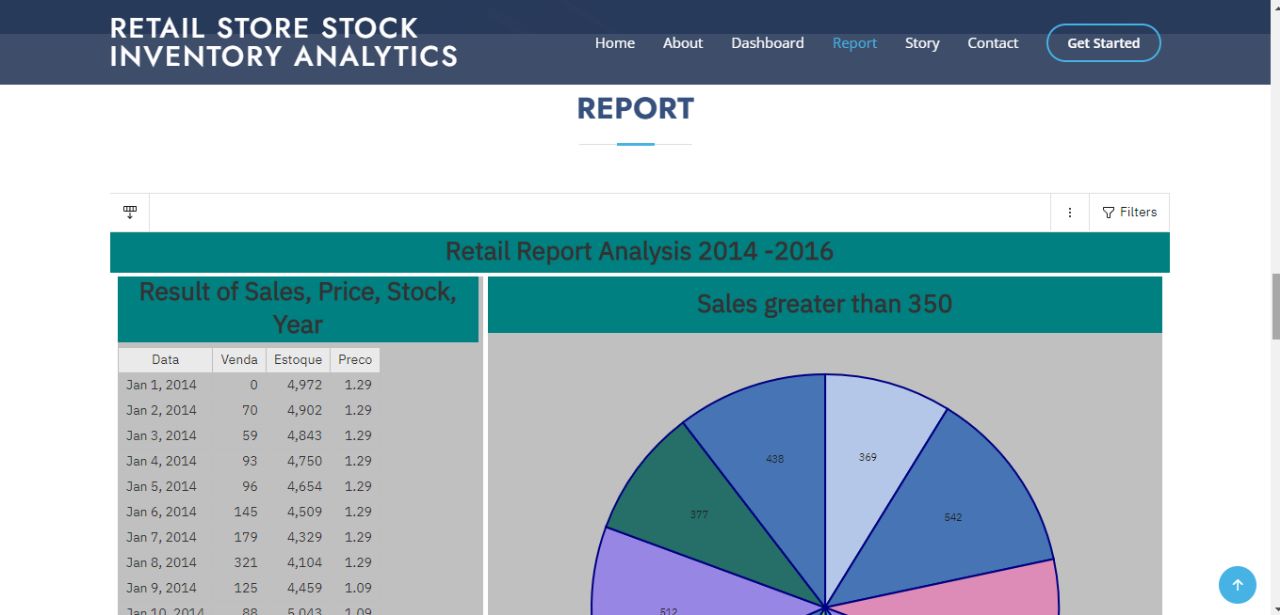 RETAIL STORE STOCK
INVENTORY ANALYTICS
Home About Dashboard Report Story Contact Get Started
REPORT
Filters
Retail Report Analysis 2014 -2016
Result of Sales, Price, Stock,
Year
Data Venda Estoque Preco
Jan 1, 2014 0 4,972 1.29
Jan 2, 2014 70 4,902 1.29
Jan 3, 2014 59 4,843 1.29
Jan 4, 2014 93 4,750 1.29
Jan 5, 2014 96 4,654 1.29
Jan 6, 2014 145 4,509 1.29
Jan 7, 2014 179 4,329 1.29
Jan 8, 2014 321 4,104 1.29
Jan 9, 2014 125 4,459 1.09
Jan 10, 2014 88 5,043 1.09
Sales greater than 350
438
369
377
542
512